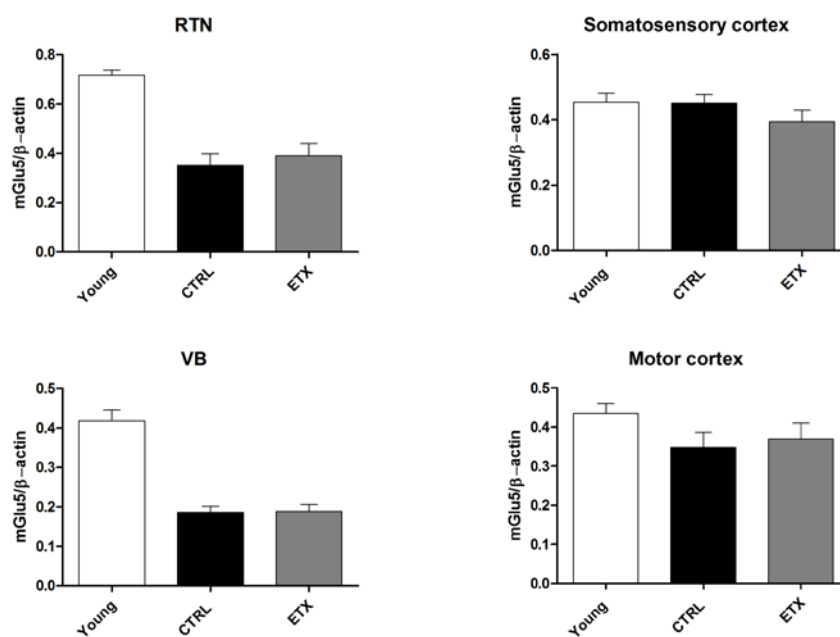 RTN
mGlu5/β-actin
0.8
0.6
0.4
0.2
0.0
Young
CTRL
ETX
Somatosensory cortex
mGlu5/β-actin
0.6
0.4
0.2
0.0
Young
CTRL
ETX
VB
mGlu5/β-actin
0.5
0.4
0.3
0.2
0.1
0.0
Young
CTRL
ETX
Motor cortex
mGlu5/β-actin
0.5
0.4
0.3
0.2
0.1
0.0
Young
CTRL
ETX